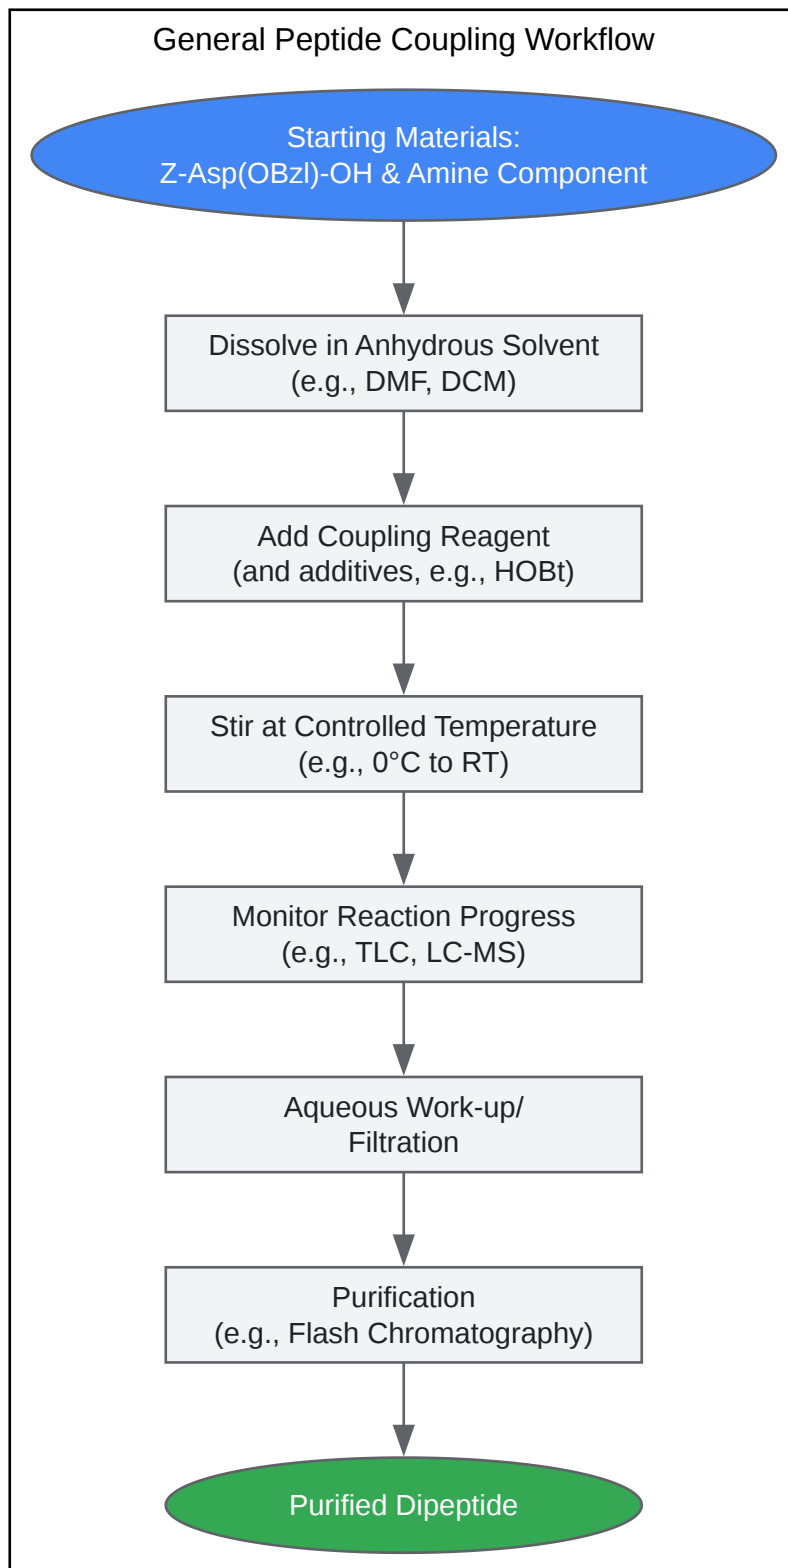 General Peptide Coupling Workflow
Starting Materials:
Z-Asp(OBzl)-OH & Amine Component
Dissolve in Anhydrous Solvent
(e.g., DMF, DCM)
Add Coupling Reagent
(and additives, e.g., HOBt)
Stir at Controlled Temperature
(e.g., 0°C to RT)
Monitor Reaction Progress
(e.g., TLC, LC-MS)
Aqueous Work-up/
Filtration
Purification
(e.g., Flash Chromatography)
Purified Dipeptide